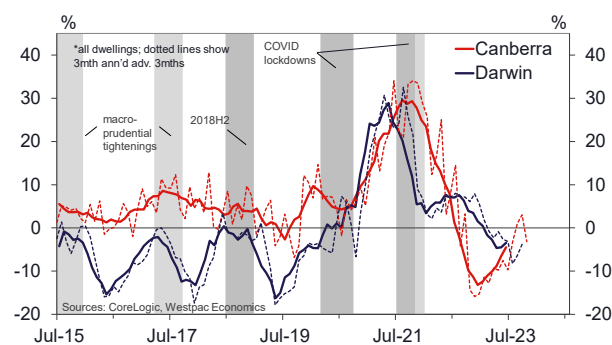 %
%
*all dwellings; dotted lines show
3mth ann'd adv. 3mths
COVID
lockdowns
Canberra
Darwin
macro-
prudential
tightenings
2018H2
40
30
20
10
0
-10
-20
40
30
20
10
0
-10
-20
Sources: CoreLogic, Westpac Economics
Jul-15
Jul-17
Jul-19
Jul-21
Jul-23